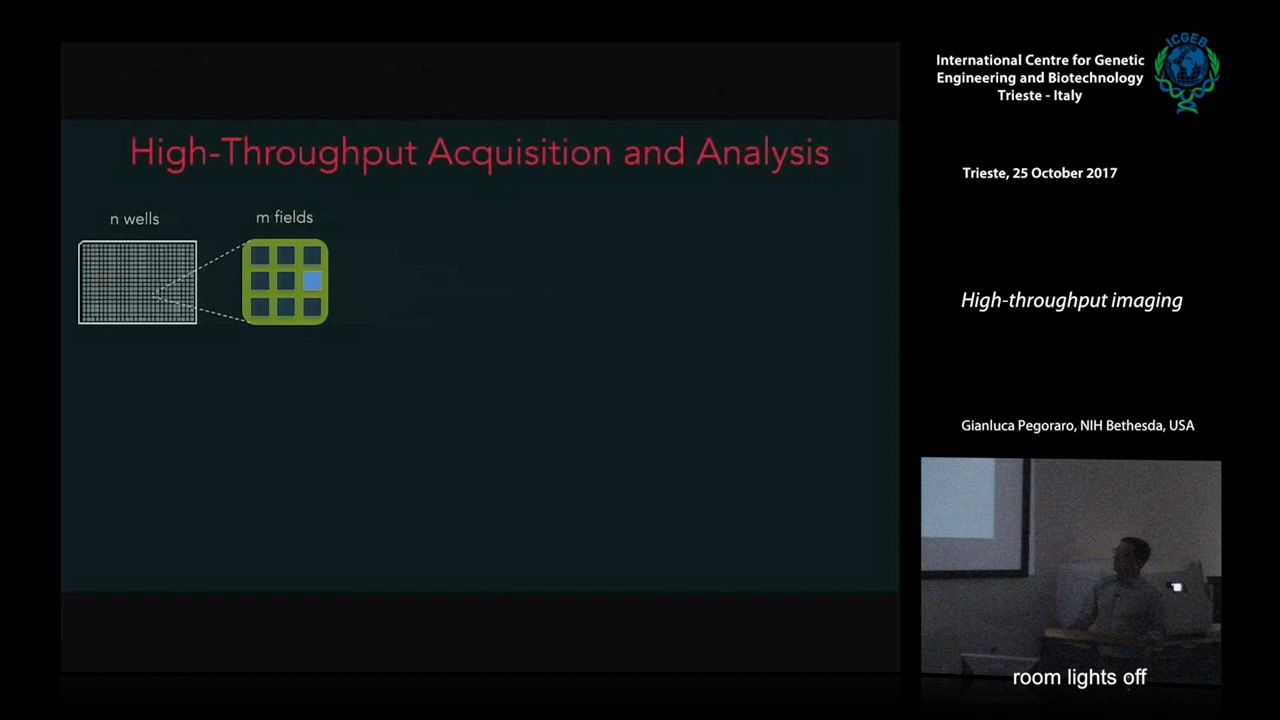 High-Throughput Acquisition and Analysis
n wells
m fields
International Centre for Genetic
Engineering and Biotechnology
Trieste - Italy
ICGEB
Trieste, 25 October 2017
High-throughput imaging
Gianluca Pegoraro, NIH Bethesda, USA
room lights off